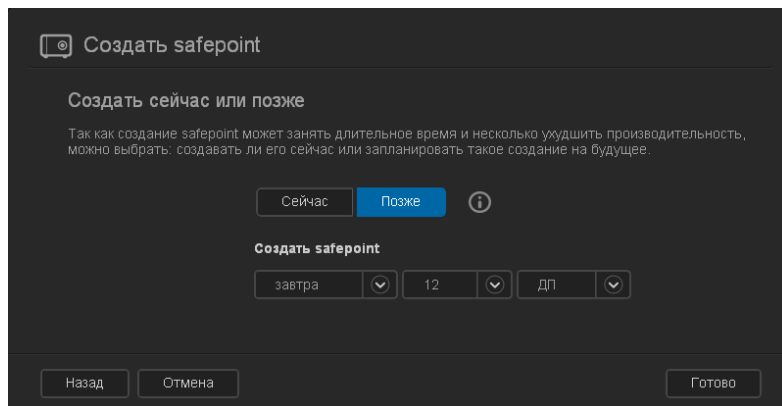 Создать safepoint
Создать сейчас или позже
Так как создание safepoint может занять длительное время и несколько ухудшить производительность,
можно выбрать: создавать ли его сейчас или запланировать такое создание на будущее.
Сейчас Позже
Создать safepoint
завтра 12 ДП
Назад Отмена Готово